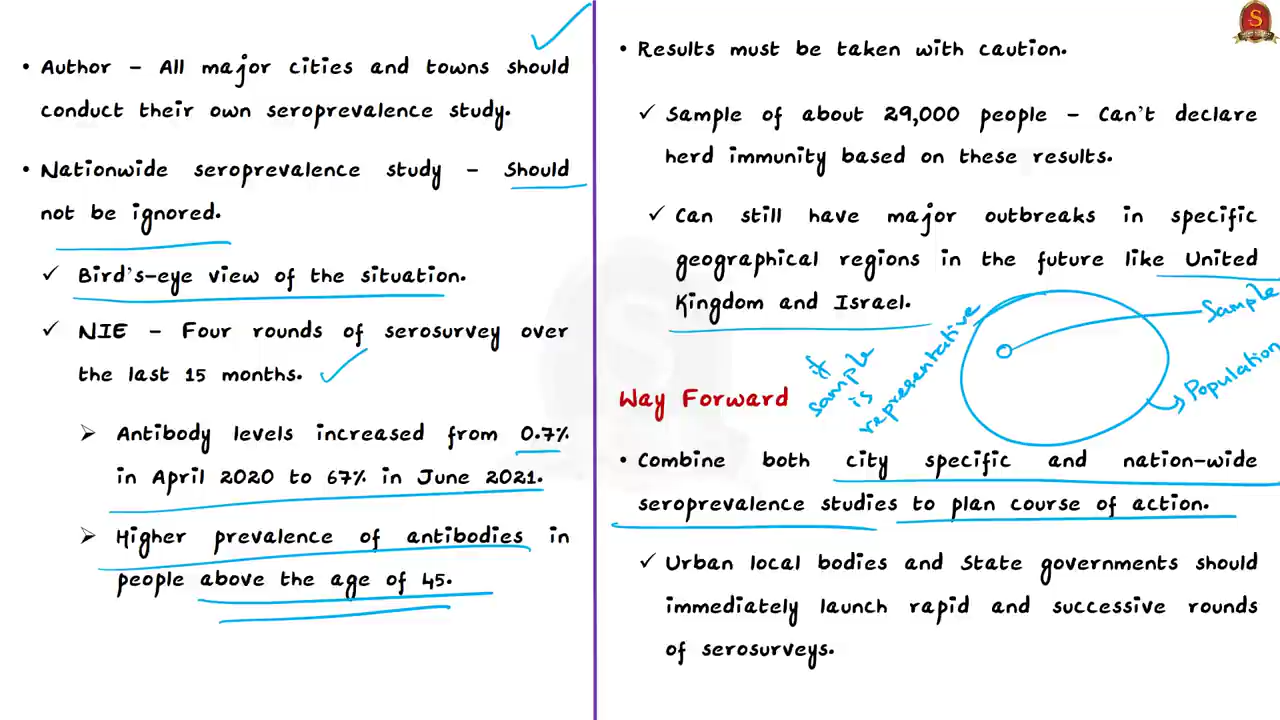 • Author – All major cities and towns should
conduct their own seroprevalence study.
• Nationwide seroprevalence study – Should
not be ignored.
✓ Bird's-eye view of the situation.
✓ NIE – Four rounds of serosurvey over
the last 15 months.
➢ Antibody levels increased from 0.7%
in April 2020 to 67% in June 2021.
➢ Higher prevalence of antibodies in
people above the age of 45.
• Results must be taken with caution.
✓ Sample of about 29,000 people – Can't declare
herd immunity based on these results.
✓ Can still have major outbreaks in specific
geographical regions in the future like United
Kingdom and Israel.
if
sample
is
representative
Sample
Population
Way Forward
• Combine both city specific and nation-wide
seroprevalence studies to plan course of action.
✓ Urban local bodies and State governments should
immediately launch rapid and successive rounds
of serosurveys.